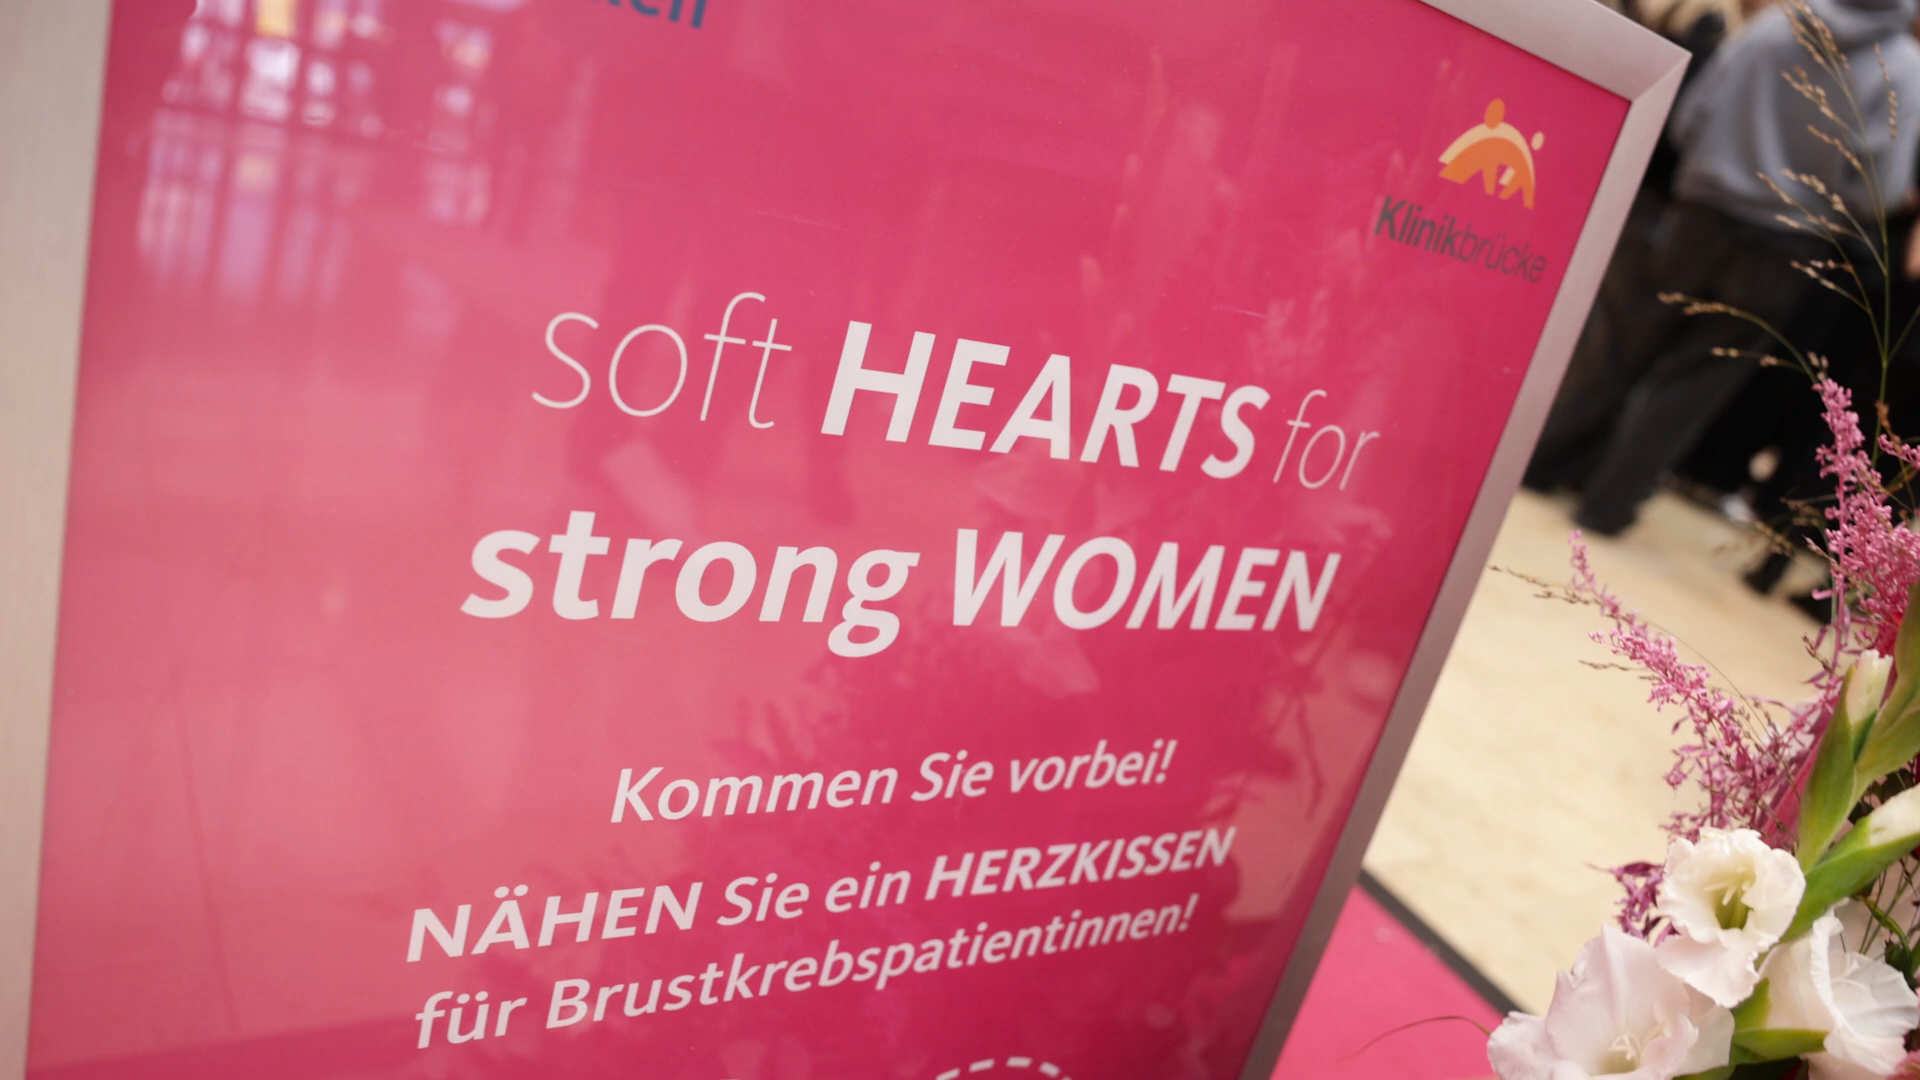 Klinikbrücke
soft HEARTS for
strong WOMEN
Kommen Sie vorbei!
NÄHEN Sie ein HERZKISSEN
für Brustkrebspatientinnen!